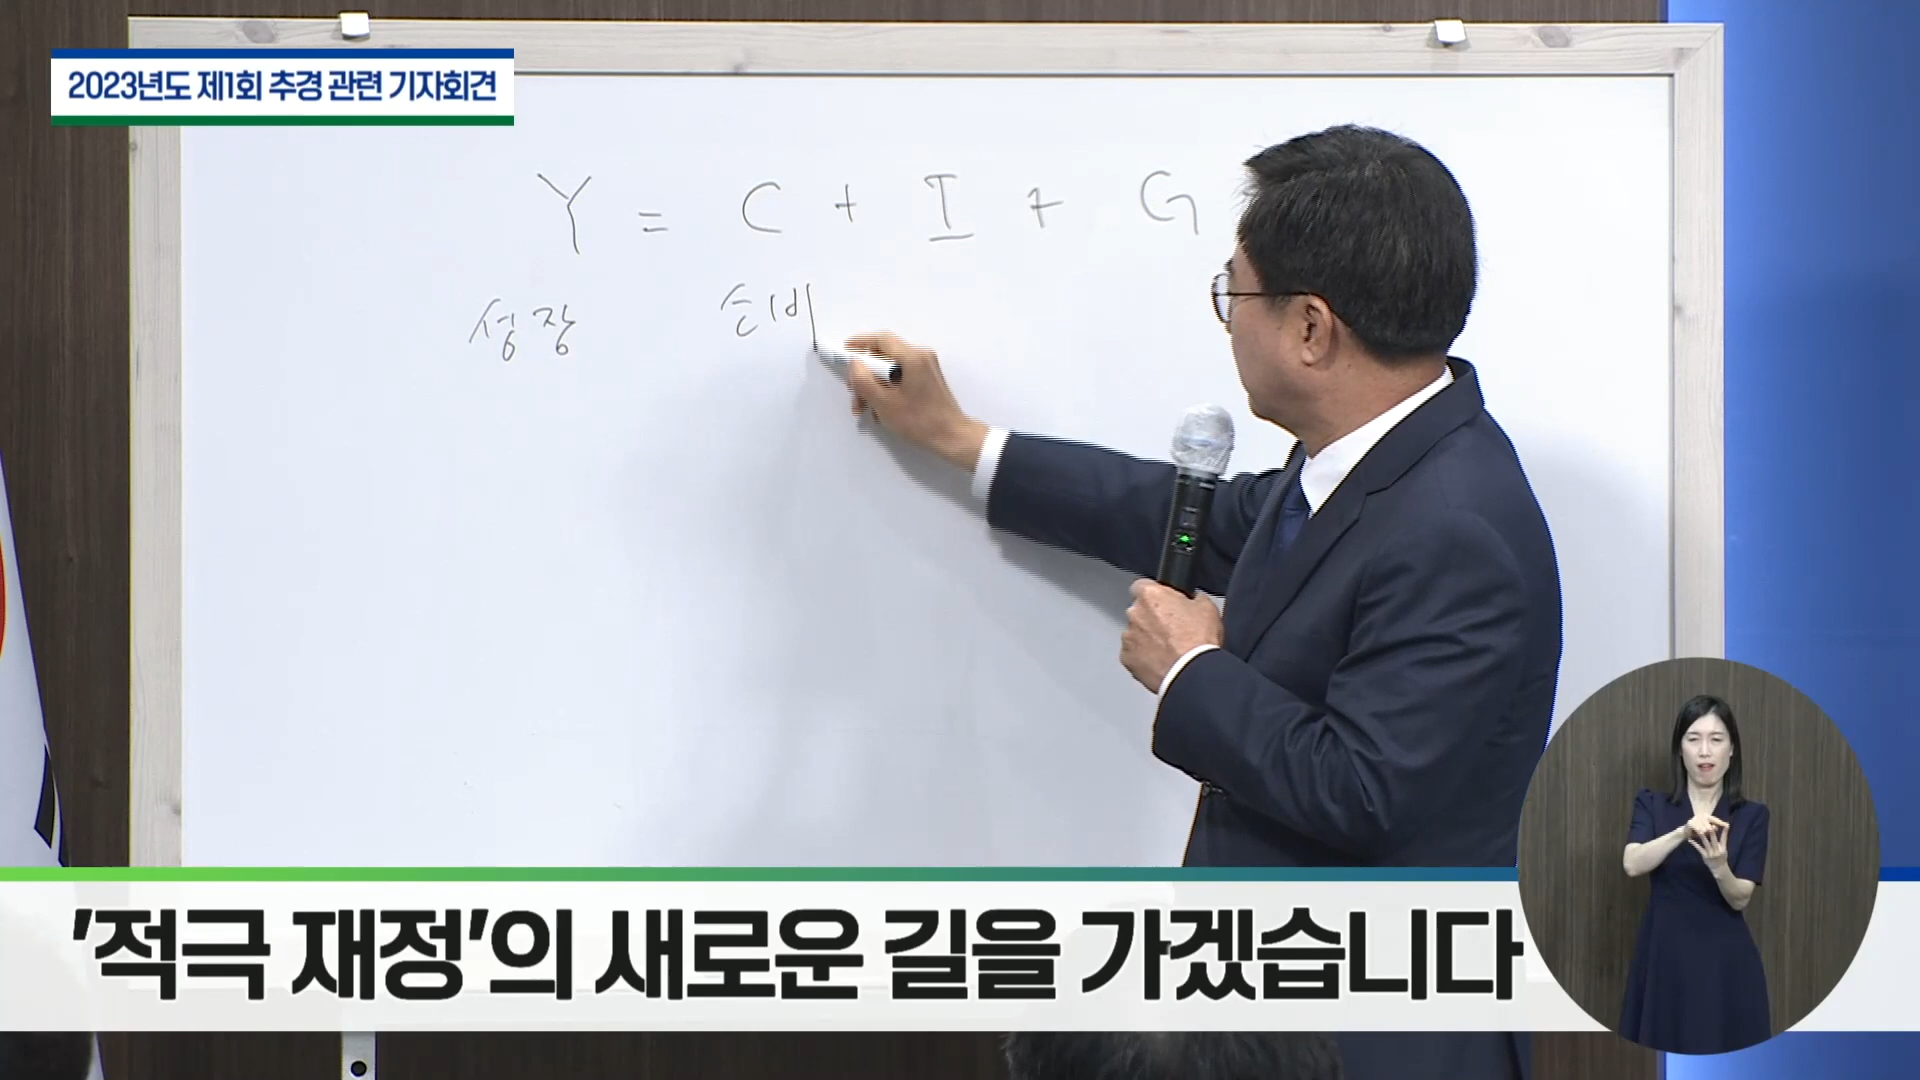 2023년도 제1회 추경 관련 기자회견
Y = C + I + G
성장 소비
'적극 재정'의 새로운 길을 가겠습니다